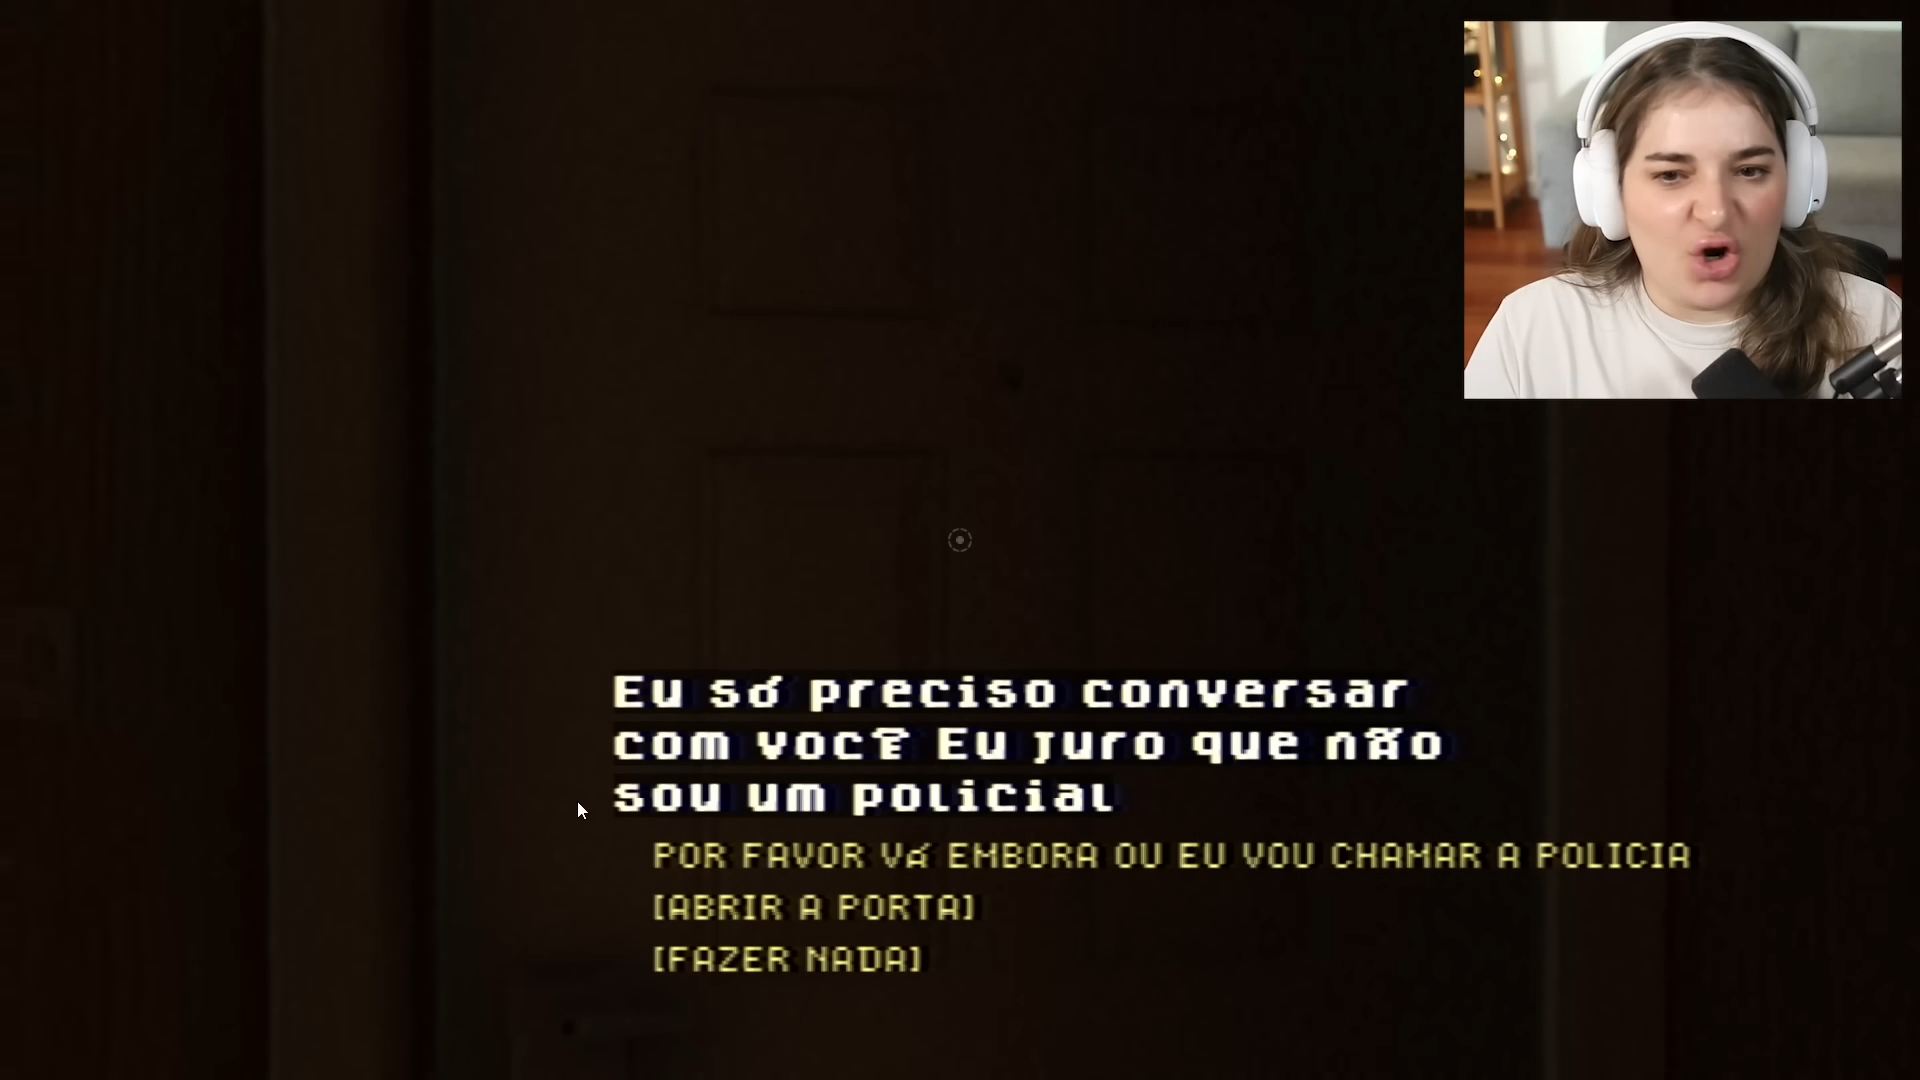 Eu só preciso conversar
com você? Eu juro que não
sou um policial
POR FAVOR Vá EMBORA OU EU VOU CHAMAR A POLICIA
[ABRIR A PORTA]
[FAZER NADA]